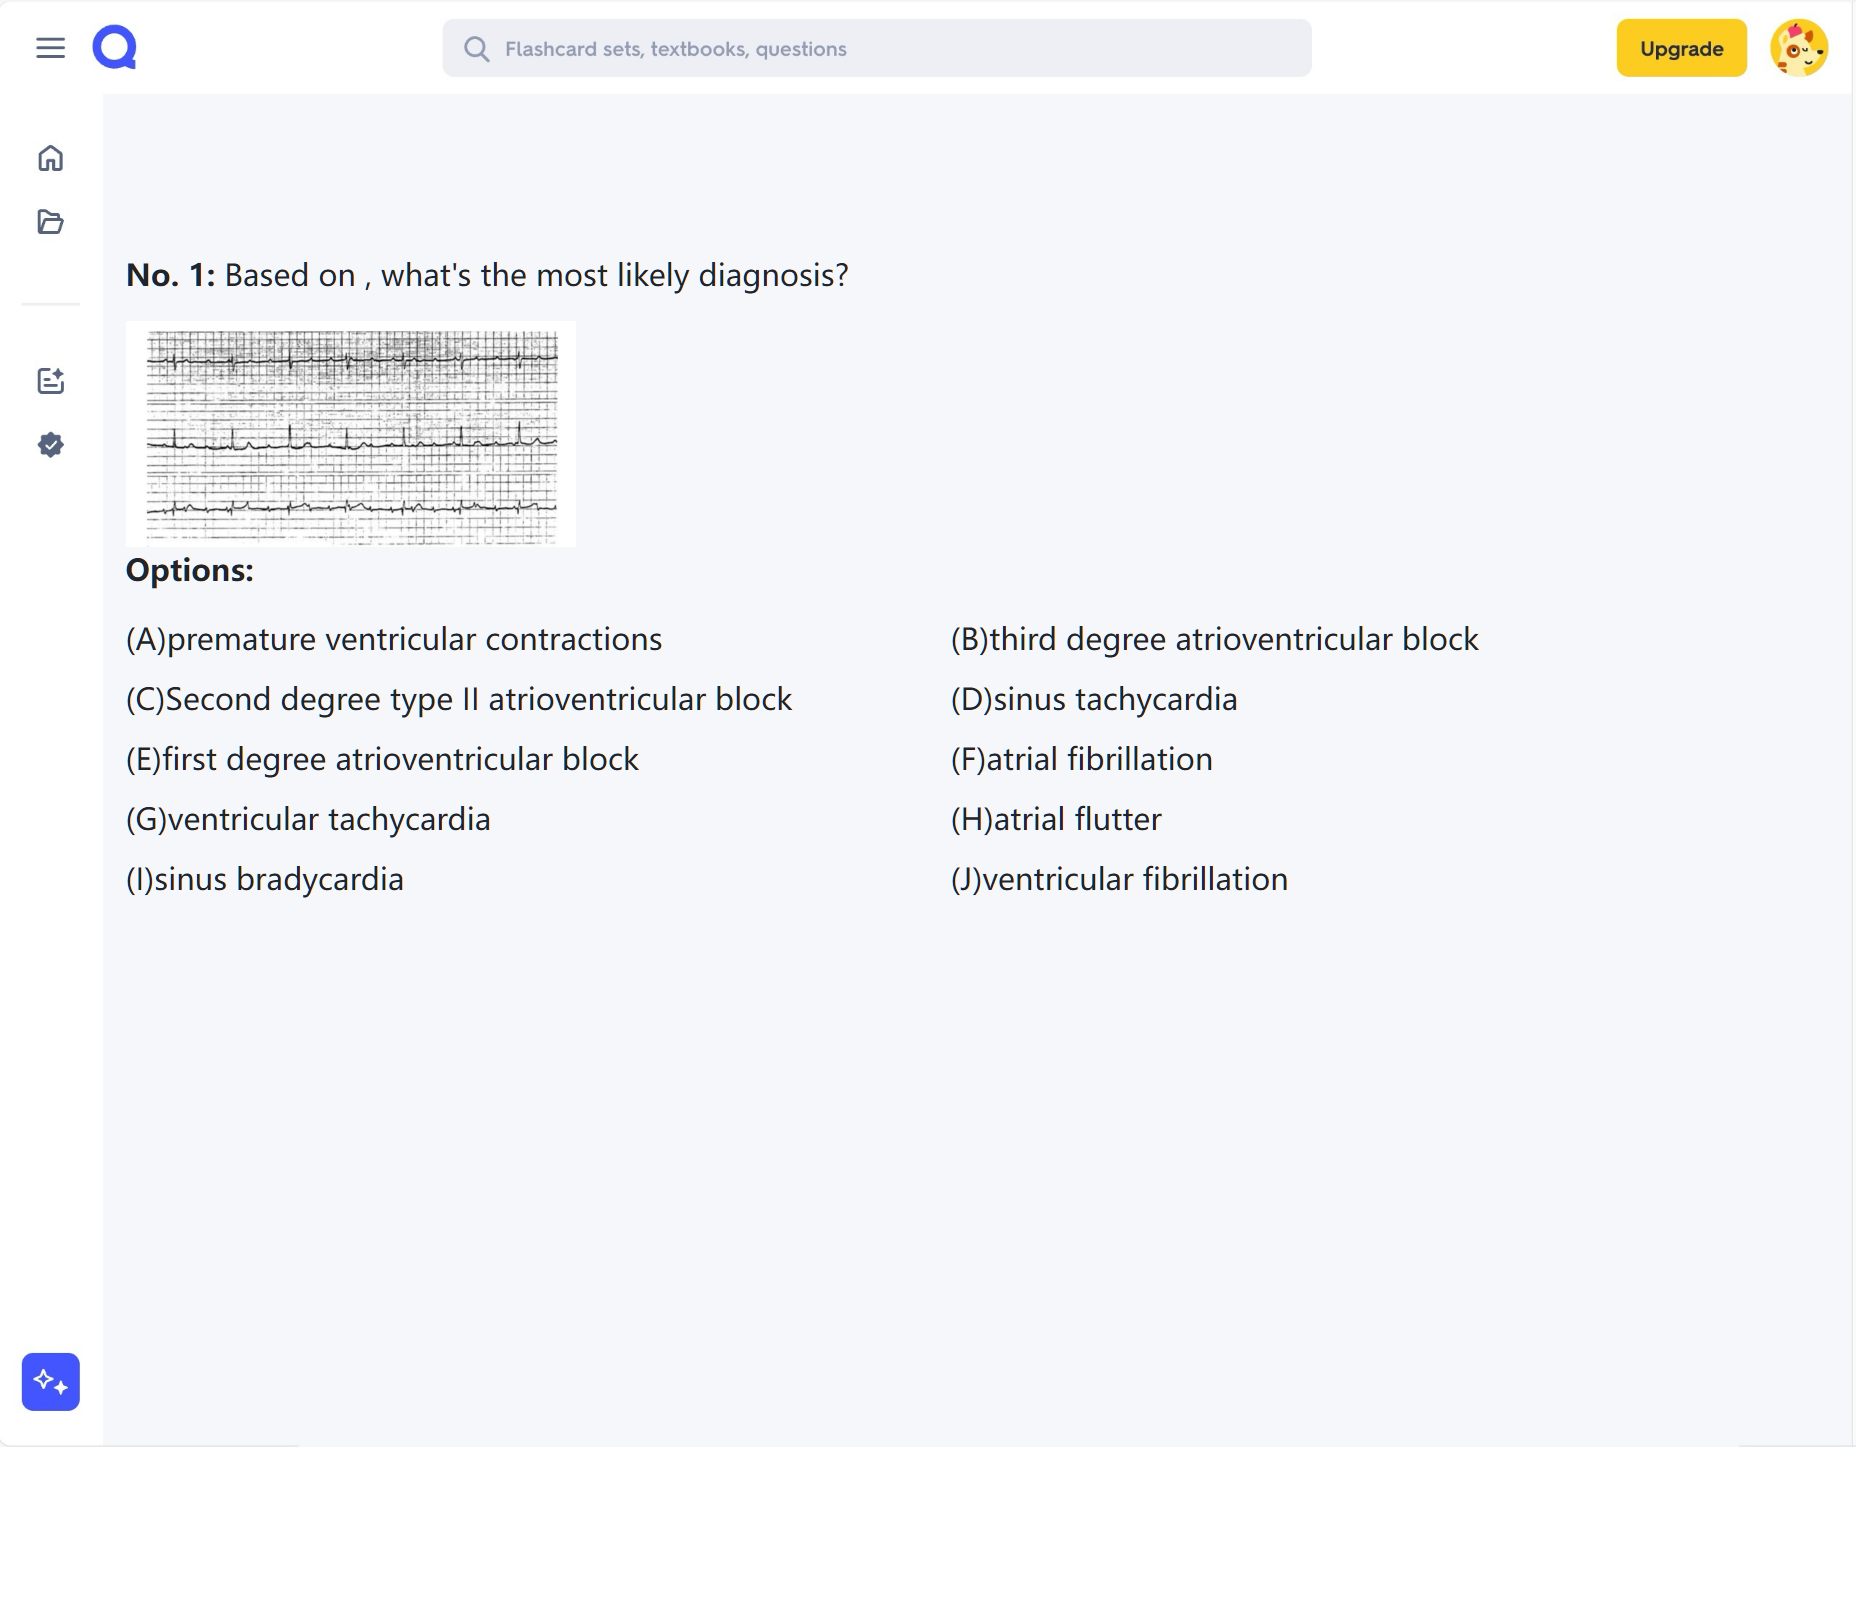 Flashcard sets, textbooks, questions
Upgrade
No. 1: Based on , what's the most likely diagnosis?
Options:
(A)premature ventricular contractions
(B)third degree atrioventricular block
(C)Second degree type II atrioventricular block
(D)sinus tachycardia
(E)first degree atrioventricular block
(F)atrial fibrillation
(G)ventricular tachycardia
(H)atrial flutter
(I)sinus bradycardia
(J)ventricular fibrillation